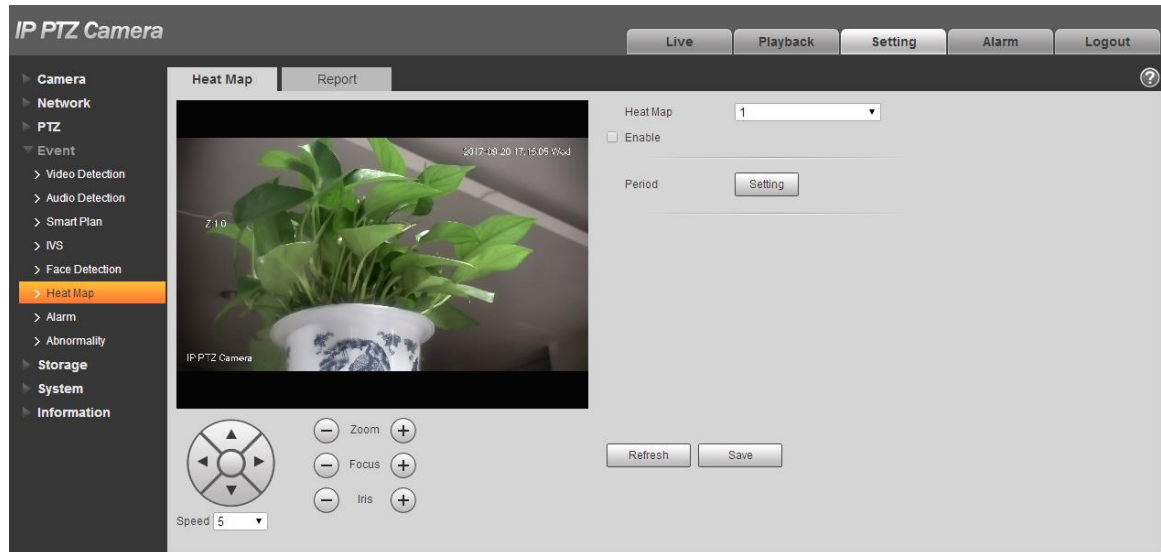 IP PTZ Camera
Live
Playback
Setting
Alarm
Logout
Camera
Network
PTZ
Event
> Video Detection
> Audio Detection
> Smart Plan
> IVS
> Face Detection
> Heat Map
> Alarm
> Abnormality
Storage
System
Information
Heat Map
Report
?
2017-09-20 17:15:05 Wed
Z:1.0
IP PTZ Camera
Zoom
Focus
Iris
Speed 5
Heat Map 1
Enable
Period Setting
Refresh
Save